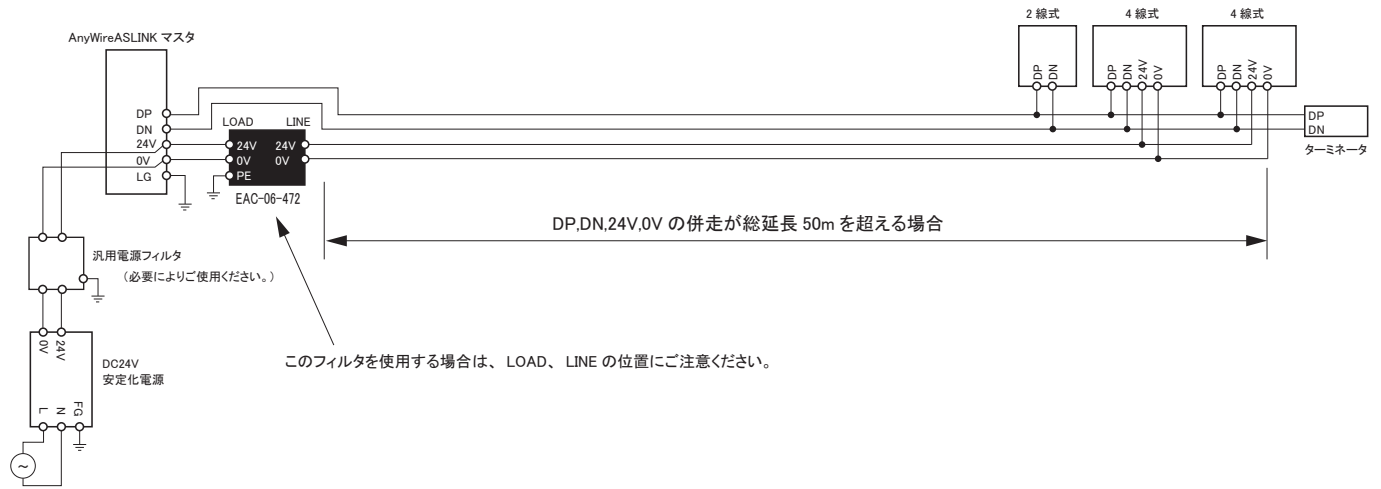 2 線式
4 線式
4 線式
DP
DN
DP
DN
24V
0V
DP
DN
24V
0V
AnyWireASLINK マスタ
DP
DN
24V
0V
LG
LOAD LINE
24V 24V
0V 0V
PE
EAC-06-472
DP
DN
ターミネータ
DP,DN,24V,0V の併走が総延長 50m を超える場合
汎用電源フィルタ
（必要によりご使用ください。）
0V
24V
DC24V
安定化電源
L
N
FG
~
このフィルタを使用する場合は、LOAD、LINE の位置にご注意ください。